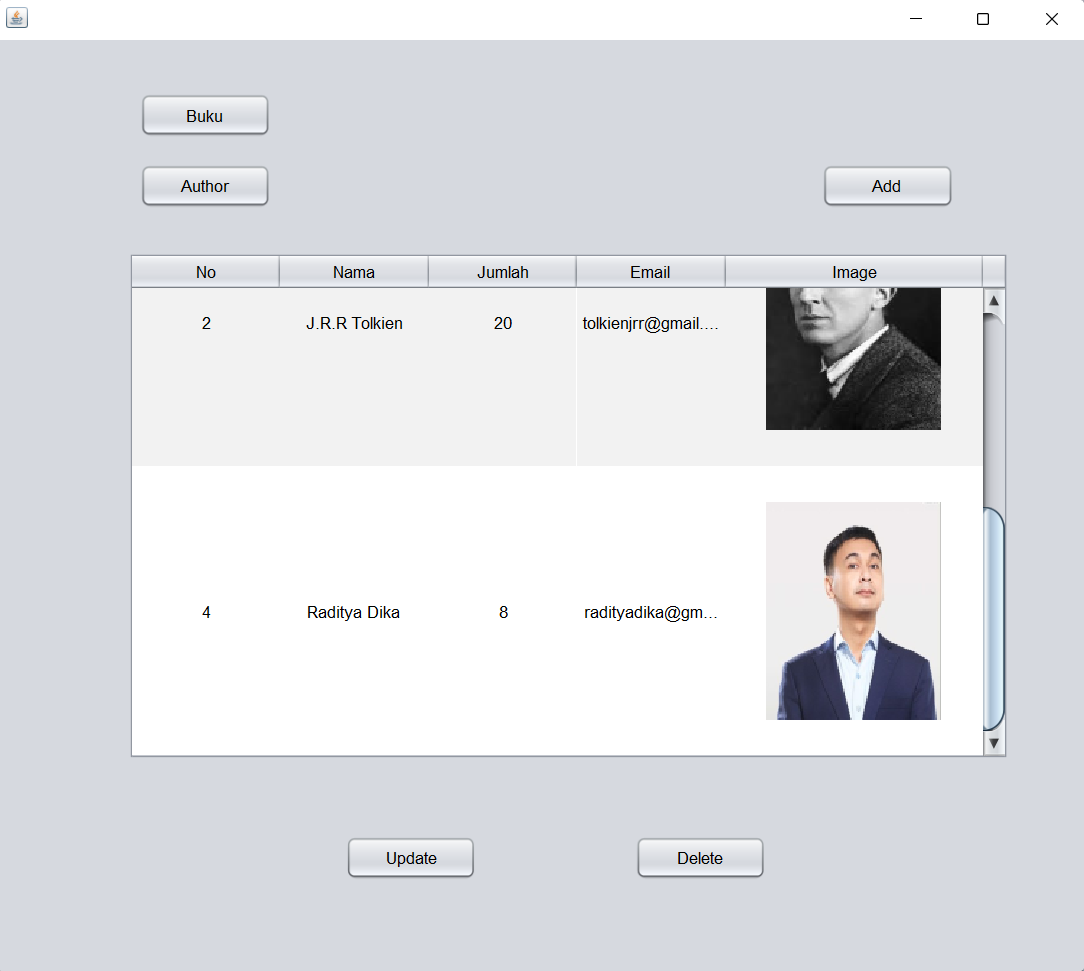 Buku
Author
Add
No Nama Jumlah Email Image
2 J.R.R Tolkien 20 tolkienjrr@gmail....
4 Raditya Dika 8 radityadika@gm...
Update Delete